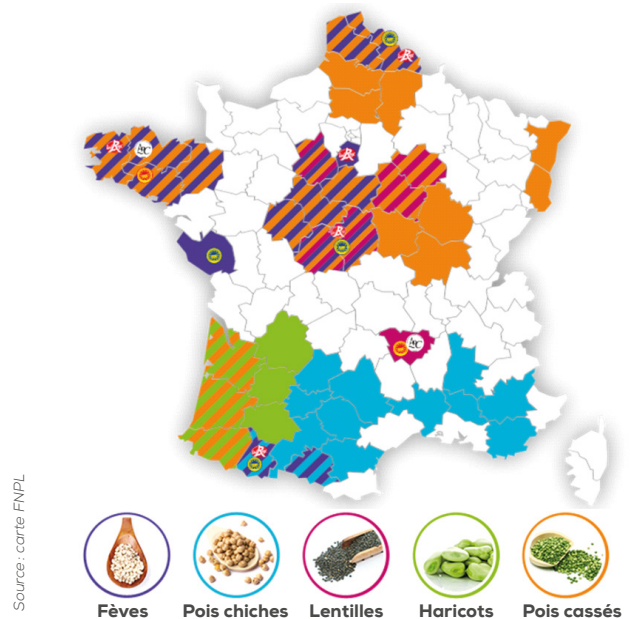 Source : carte FNPL
Fèves
Pois chiches
Lentilles
Haricots
Pois cassés